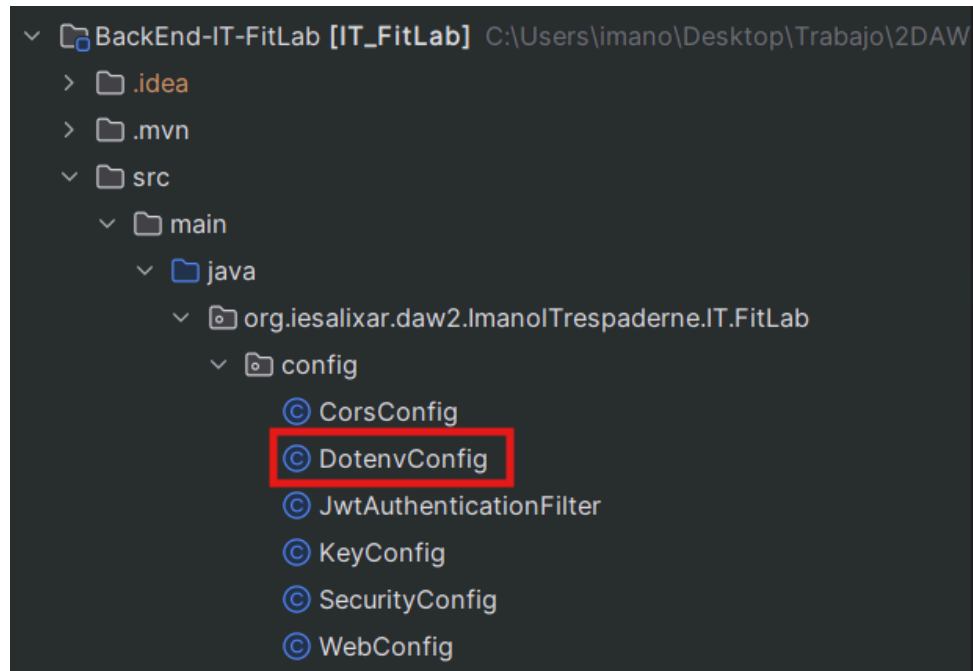 BackEnd-IT-FitLab [IT_FitLab] C:\Users\imano\Desktop\Trabajo\2DAW
.idea
.mvn
src
main
java
org.iesalixar.daw2.ImanolTrespaderne.IT.FitLab
config
CorsConfig
DotenvConfig
JwtAuthenticationFilter
KeyConfig
SecurityConfig
WebConfig